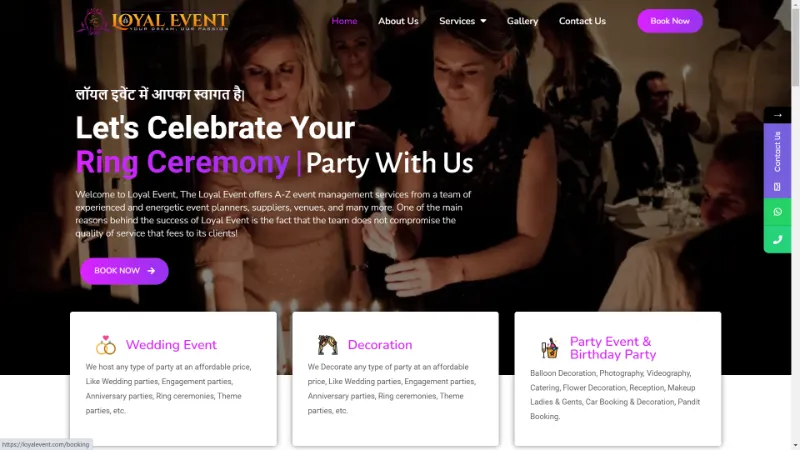 LOYAL EVENT
YOUR DREAM, OUR PASSION
Home
About Us
Services
Gallery
Contact Us
Book Now
लॉयल इवेंट में आपका स्वागत है|
Let's Celebrate Your
Ring Ceremony | Party With Us
Welcome to Loyal Event, The Loyal Event offers A-Z event management services from a team of
experienced and energetic event planners, suppliers, venues, and many more. One of the main
reasons behind the success of Loyal Event is the fact that the team does not compromise the
quality of service that fees to its clients!
BOOK NOW →
→
Contact Us
Wedding Event
We host any type of party at an affordable price,
Like Wedding parties, Engagement parties,
Anniversary parties, Ring ceremonies, Theme
parties, etc.
Decoration
We Decorate any type of party at an affordable
price, Like Wedding parties, Engagement parties,
Anniversary parties, Ring ceremonies, Theme
parties, etc.
Party Event &
Birthday Party
Balloon Decoration, Photography, Videography,
Catering, Flower Decoration, Reception, Makeup
Ladies & Gents, Car Booking & Decoration, Pandit
Booking.
https://loyalevent.com/booking